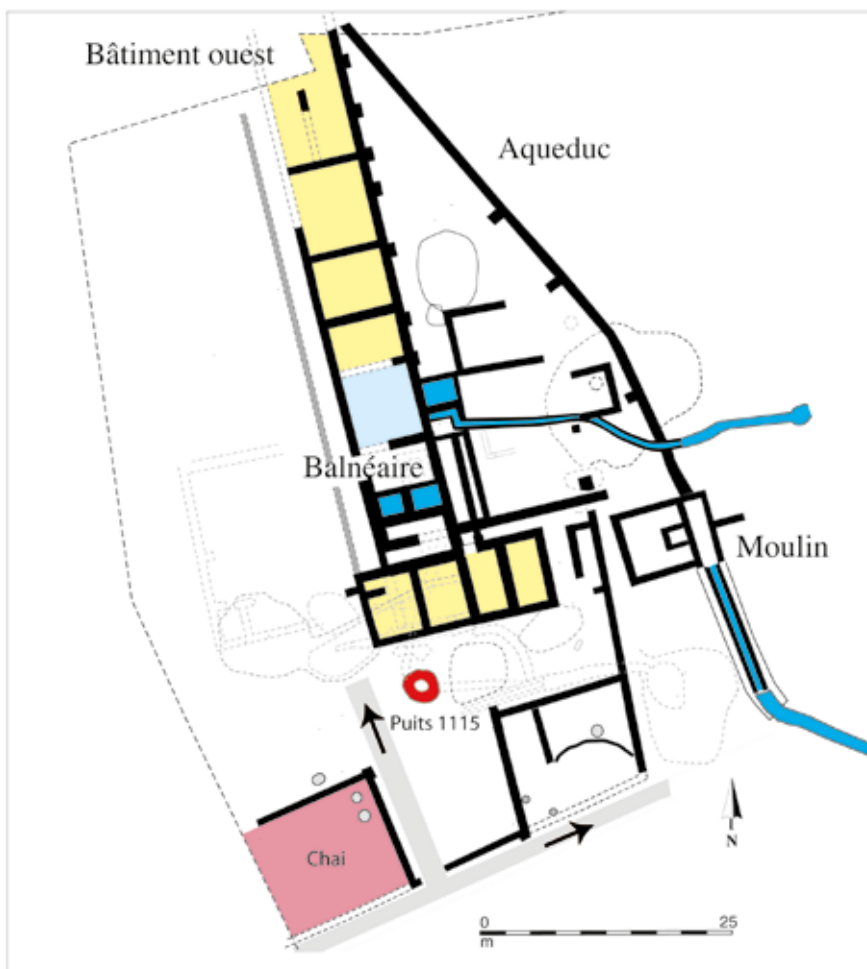 Bâtiment ouest
Aqueduc
Balnéaire
Moulin
Puits 1115
N
Chai
0 25
m